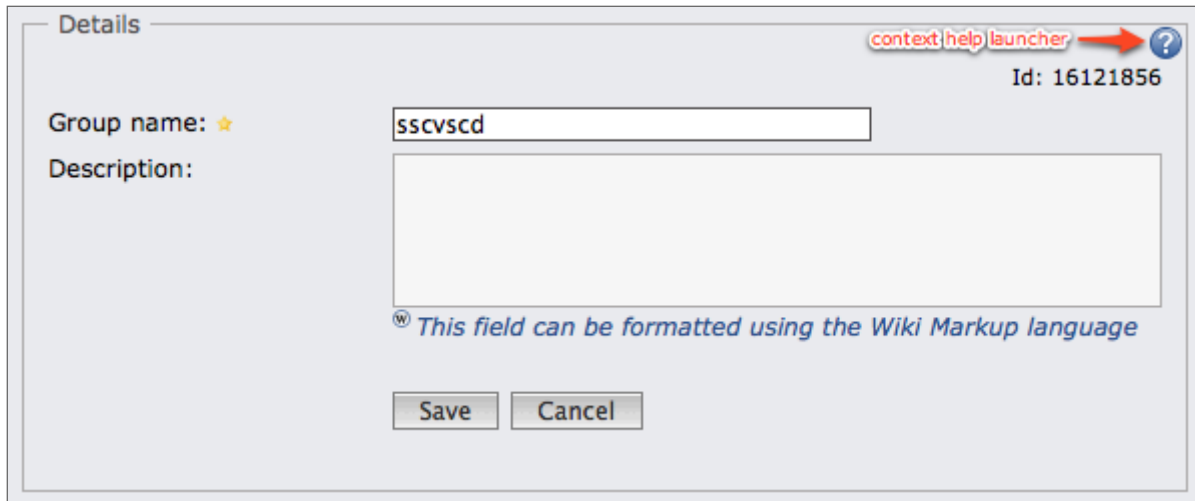 Details
context help launcher
?
Id: 16121856
Group name:
sscvscd
Description:
W This field can be formatted using the Wiki Markup language
Save Cancel